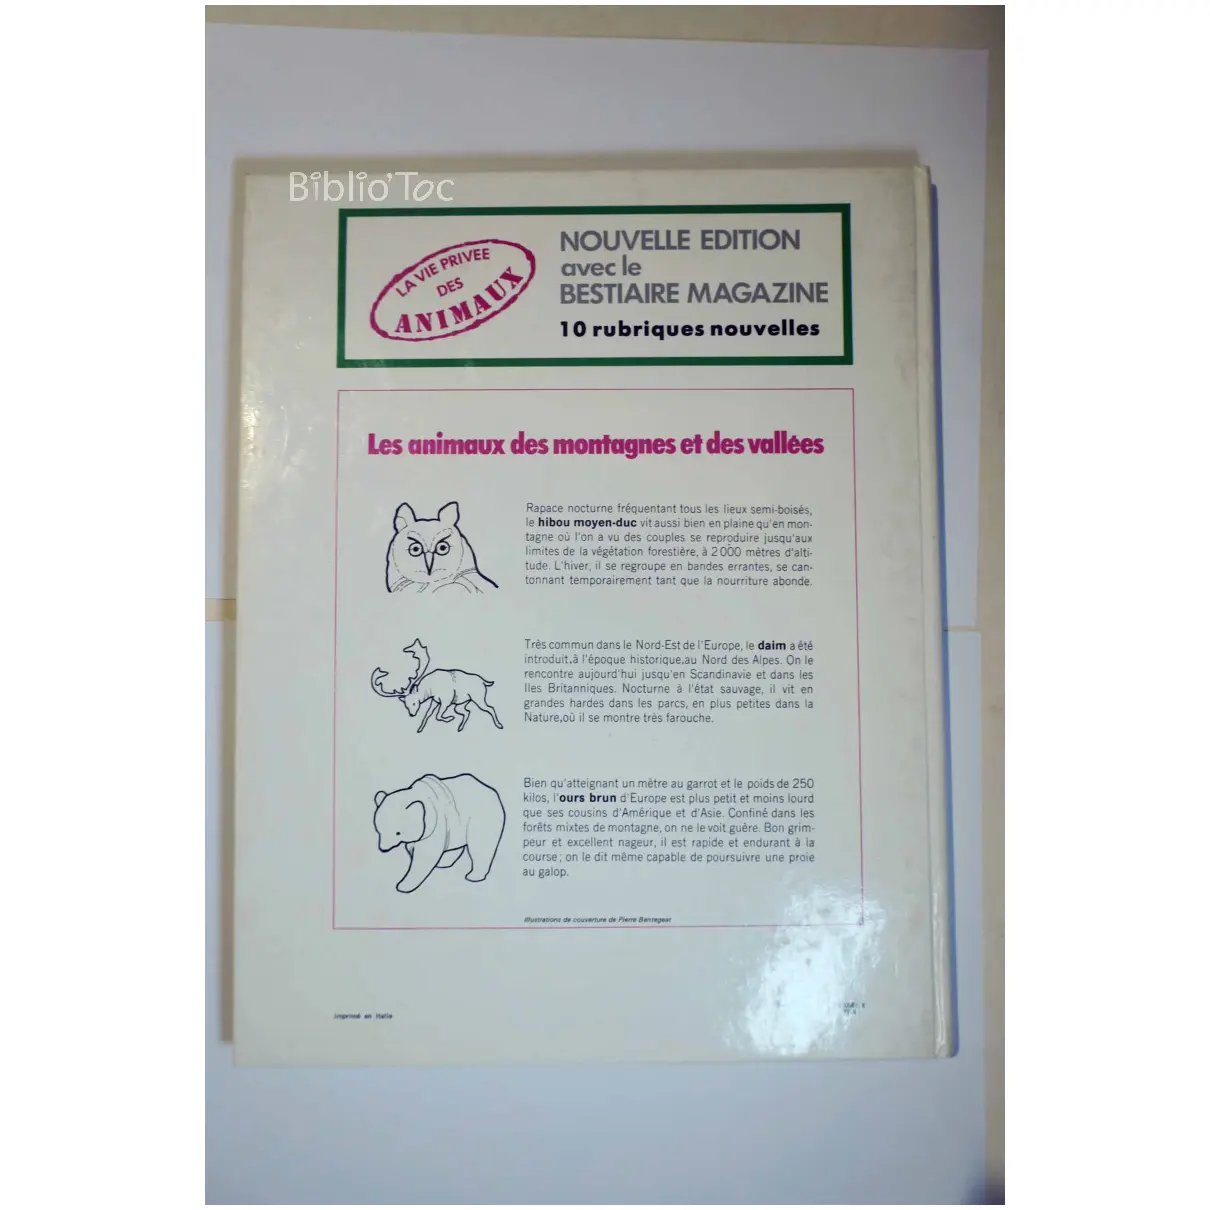 Biblio'Toc
LA VIE PRIVEE
DES
ANIMAUX
NOUVELLE EDITION
avec le
BESTIAIRE MAGAZINE
10 rubriques nouvelles
Les animaux des montagnes et des vallées
Rapace nocturne fréquentant tous les lieux semi-boisés,
le hibou moyen-duc vit aussi bien en plaine qu'en mon-
tagne où l'on a vu des couples se reproduire jusqu'aux
limites de la végétation forestière, à 2000 mètres d'alti-
tude. L'hiver, il se regroupe en bandes errantes, se can-
tonnant temporairement tant que la nourriture abonde.
Très commun dans le Nord-Est de l'Europe, le daim a été
introduit,à l'époque historique,au Nord des Alpes. On le
rencontre aujourd'hui jusqu'en Scandinavie et dans les
Iles Britanniques. Nocturne à l'état sauvage, il vit en
grandes hardes dans les parcs, en plus petites dans la
Nature,où il se montre très farouche.
Bien qu'atteignant un mètre au garrot et le poids de 250
kilos, l'ours brun d'Europe est plus petit et moins lourd
que ses cousins d'Amérique et d'Asie. Confiné dans les
forêts mixtes de montagne, on ne le voit guère. Bon grim-
peur et excellent nageur, il est rapide et endurant à la
course; on le dit même capable de poursuivre une proie
au galop.
Illustrations de couverture de Pierre Bentegeat
Imprimé en Italie